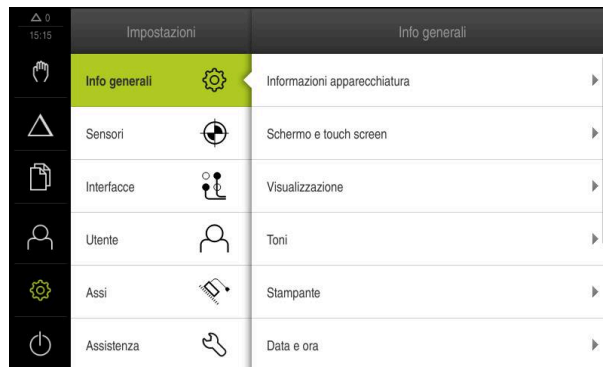 0
15:15
Impostazioni
Info generali
Info generali
Informazioni apparecchiatura
Sensori
Schermo e touch screen
Interfacce
Visualizzazione
Utente
Toni
Assi
Stampante
Assistenza
Data e ora